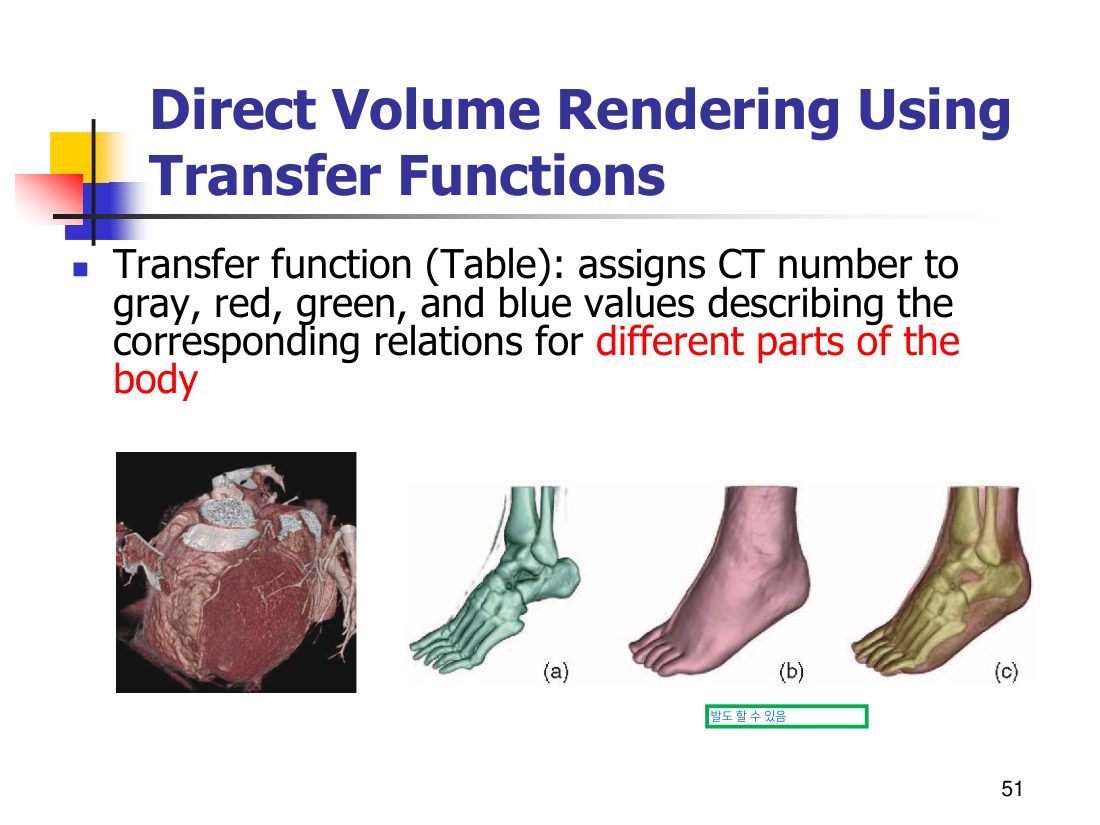 Direct Volume Rendering Using
Transfer Functions
Transfer function (Table): assigns CT number to
gray, red, green, and blue values describing the
corresponding relations for different parts of the
body
(a)
(b)
(c)
발도 할 수 있음
51